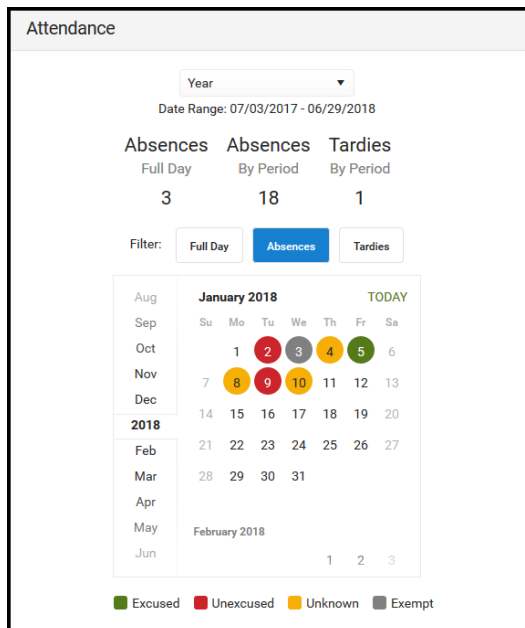 Attendance
Year
Date Range: 07/03/2017 - 06/29/2018
Absences Absences Tardies
Full Day By Period By Period
3 18 1
Filter: Full Day Absences Tardies
Aug January 2018 TODAY
Sep Su Mo Tu We Th Fr Sa
Oct 1 2 3 4 5 6
Nov 7 8 9 10 11 12 13
Dec
2018 14 15 16 17 18 19 20
Feb 21 22 23 24 25 26 27
Mar 28 29 30 31
Apr
May February 2018
Jun 1 2 3
Excused Unexcused Unknown Exempt